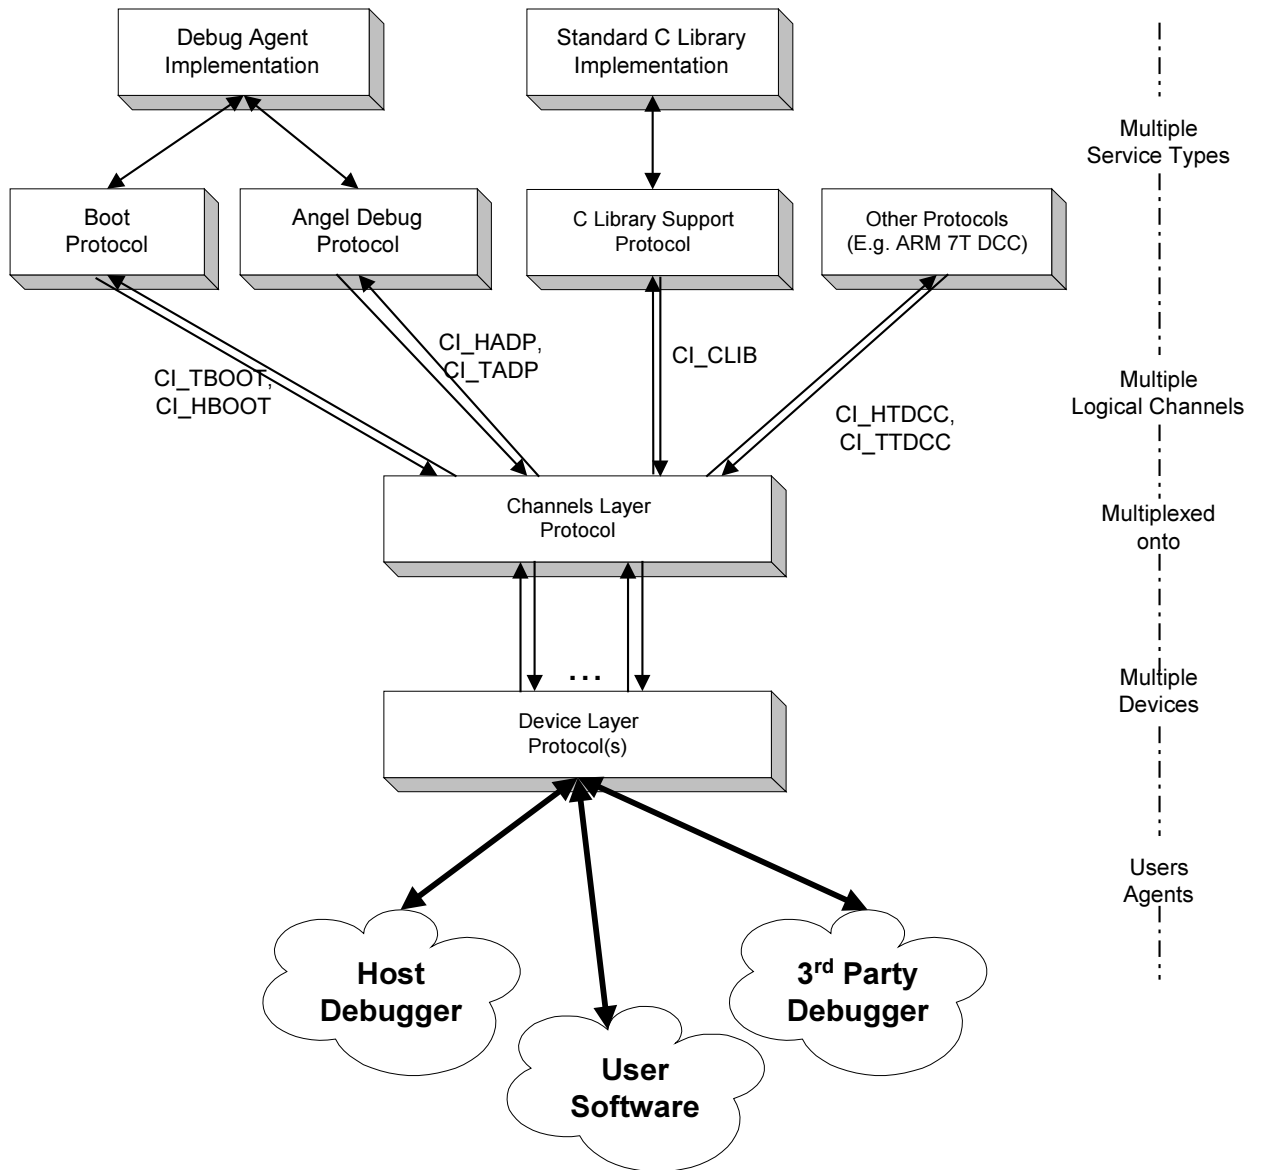 Debug Agent
Implementation
Standard C Library
Implementation
Multiple
Service Types
Boot
Protocol
Angel Debug
Protocol
C Library Support
Protocol
Other Protocols
(E.g. ARM 7T DCC)
CI_TBOOT,
CI_HBOOT
CI_HADP,
CI_TADP
CI_CLIB
CI_HTDCC,
CI_TTDCC
Multiple
Logical Channels
Channels Layer
Protocol
Multiplexed
onto
...
Device Layer
Protocol(s)
Multiple
Devices
Users
Agents
Host
Debugger
3rd Party
Debugger
User
Software